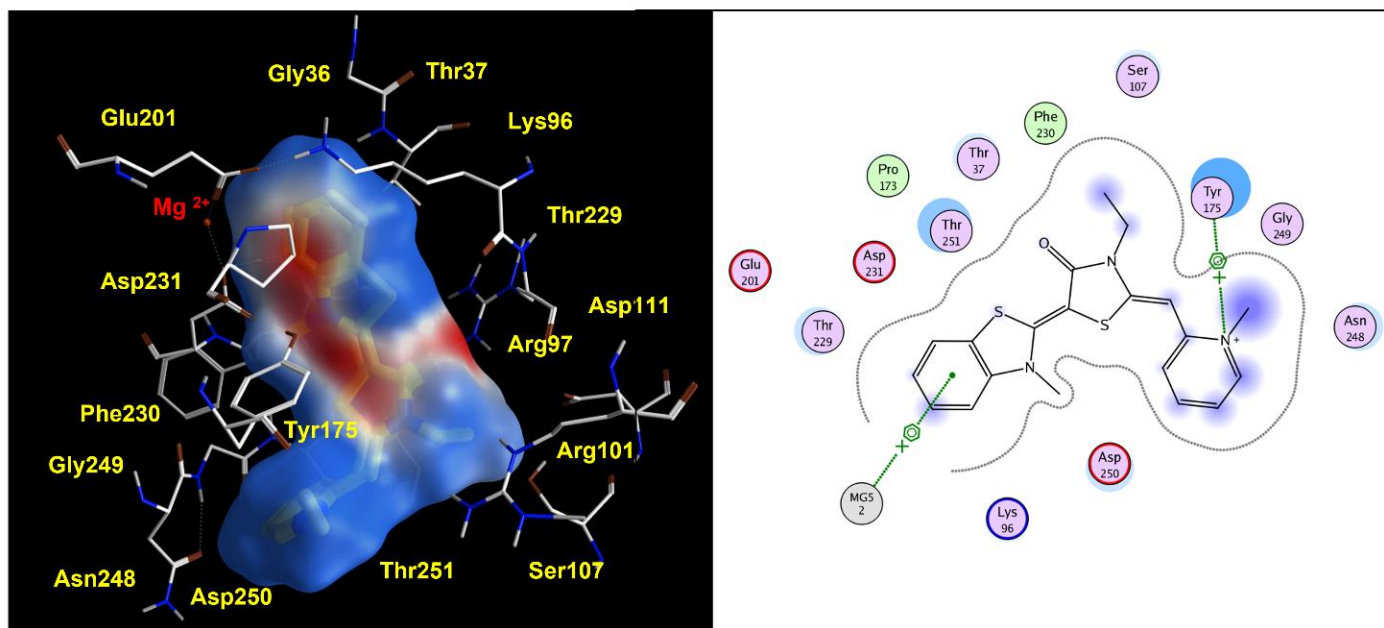 Gly36
Thr37
Glu201
Lys96
Mg 2+
Thr229
Asp231
Asp111
Arg97
Phe230
Tyr175
Arg101
Gly249
Asn248
Asp250
Thr251
Ser107
Ser
107
Phe
230
Thr
37
Pro
173
Tyr
175
Thr
251
Gly
249
Glu
201
Asp
231
O
N
Thr
229
S
S
Asn
248
N
N
+
Asp
250
MG5
2
Lys
96